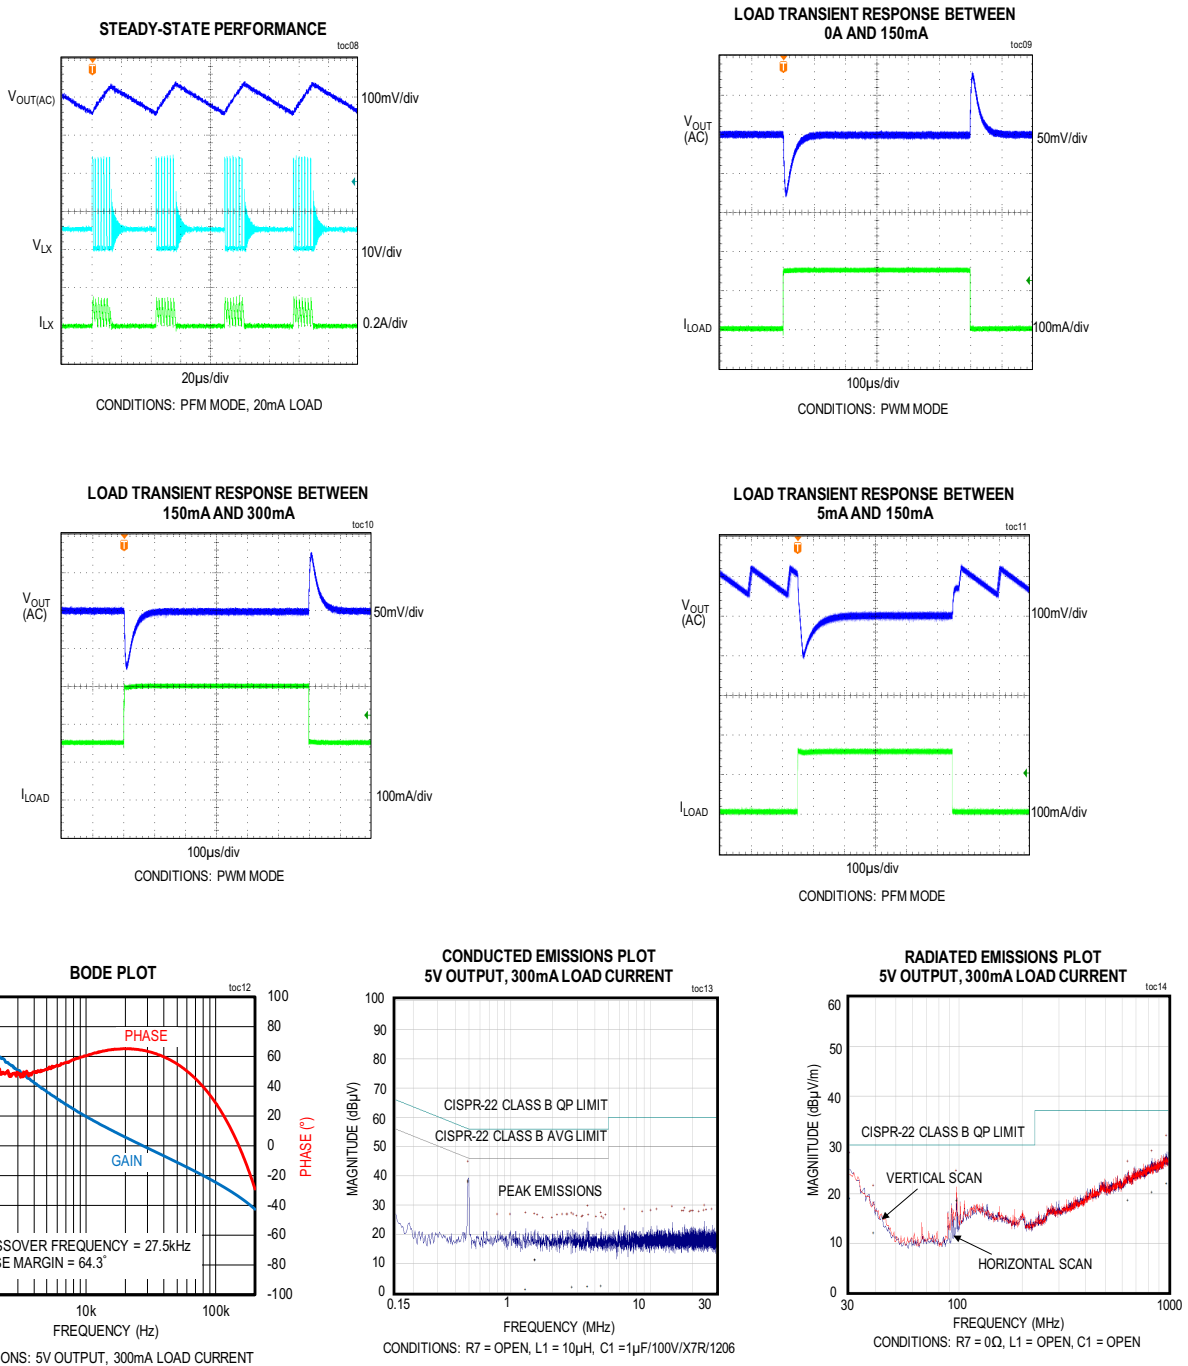 STEADY-STATE PERFORMANCE
toc08
VOUT(AC)
100mV/div
VLX
10V/div
ILX
0.2A/div
20µs/div
CONDITIONS: PFM MODE, 20mA LOAD
LOAD TRANSIENT RESPONSE BETWEEN
0A AND 150mA
toc09
VOUT
(AC)
50mV/div
ILOAD
100mA/div
100µs/div
CONDITIONS: PWM MODE
LOAD TRANSIENT RESPONSE BETWEEN
150mA AND 300mA
toc10
VOUT
(AC)
50mV/div
ILOAD
100mA/div
100µs/div
CONDITIONS: PWM MODE
LOAD TRANSIENT RESPONSE BETWEEN
5mA AND 150mA
toc11
VOUT
(AC)
100mV/div
ILOAD
100mA/div
100µs/div
CONDITIONS: PFM MODE
BODE PLOT
toc12
100
80
60
40
20
0
-20
-40
-60
-80
-100
PHASE (°)
PHASE
GAIN
SSOVER FREQUENCY = 27.5kHz
SE MARGIN = 64.3°
10k
100k
FREQUENCY (Hz)
IONS: 5V OUTPUT, 300mA LOAD CURRENT
CONDUCTED EMISSIONS PLOT
5V OUTPUT, 300mA LOAD CURRENT
toc13
100
90
80
70
60
50
40
30
20
10
0
MAGNITUDE (dBµV)
CISPR-22 CLASS B QP LIMIT
CISPR-22 CLASS B AVG LIMIT
PEAK EMISSIONS
0.15
1
10
30
FREQUENCY (MHz)
CONDITIONS: R7 = OPEN, L1 = 10µH, C1 =1µF/100V/X7R/1206
RADIATED EMISSIONS PLOT
5V OUTPUT, 300mA LOAD CURRENT
toc14
60
50
40
30
20
10
0
MAGNIITUDE (dBµV/m)
CISPR-22 CLASS B QP LIMIT
VERTICAL SCAN
HORIZONTAL SCAN
30
100
1000
FREQUENCY (MHz)
CONDITIONS: R7 = 0Ω, L1 = OPEN, C1 = OPEN